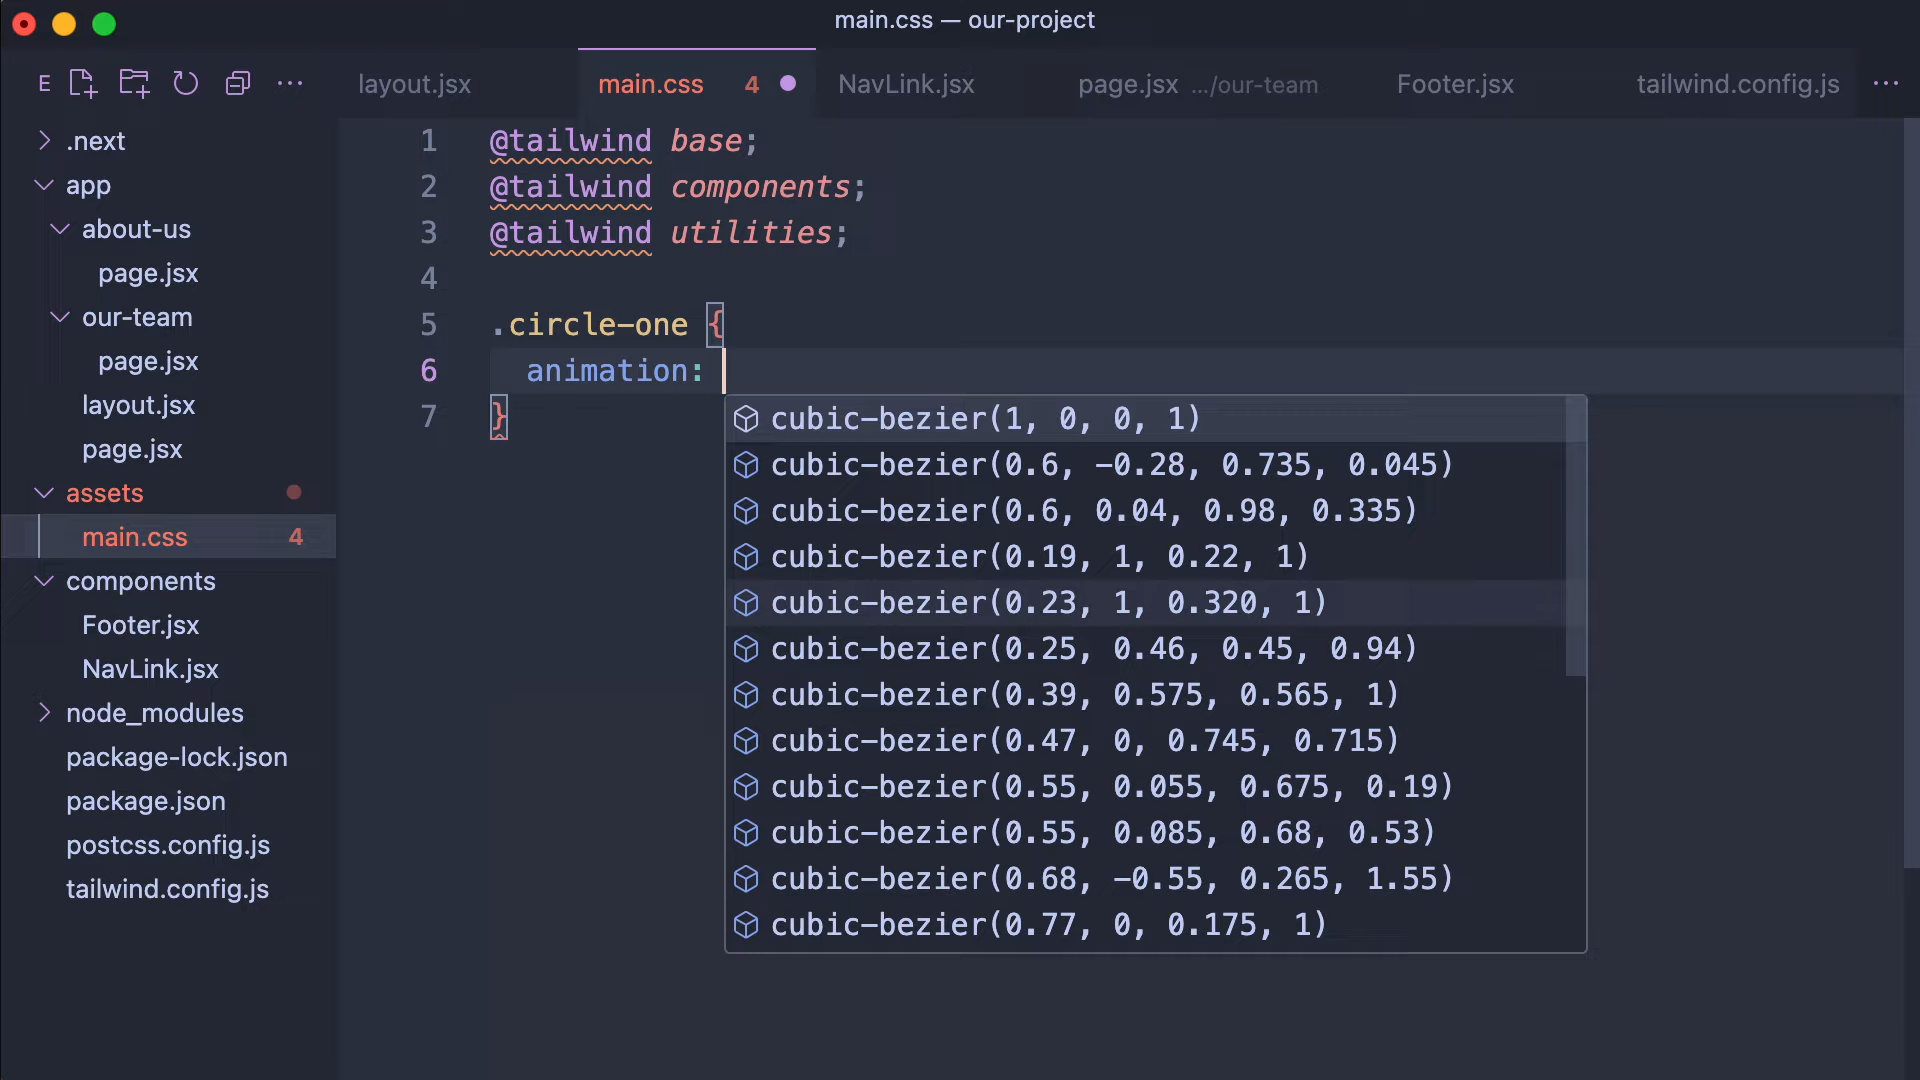 main.css — our-project
E
layout.jsx
main.css 4
NavLink.jsx
page.jsx .../our-team
Footer.jsx
tailwind.config.js
.next
app
about-us
page.jsx
our-team
page.jsx
layout.jsx
page.jsx
assets
main.css 4
components
Footer.jsx
NavLink.jsx
node_modules
package-lock.json
package.json
postcss.config.js
tailwind.config.js
1 @tailwind base;
2 @tailwind components;
3 @tailwind utilities;
4
5 .circle-one {
6 animation:
7 }
cubic-bezier(1, 0, 0, 1)
cubic-bezier(0.6, -0.28, 0.735, 0.045)
cubic-bezier(0.6, 0.04, 0.98, 0.335)
cubic-bezier(0.19, 1, 0.22, 1)
cubic-bezier(0.23, 1, 0.320, 1)
cubic-bezier(0.25, 0.46, 0.45, 0.94)
cubic-bezier(0.39, 0.575, 0.565, 1)
cubic-bezier(0.47, 0, 0.745, 0.715)
cubic-bezier(0.55, 0.055, 0.675, 0.19)
cubic-bezier(0.55, 0.085, 0.68, 0.53)
cubic-bezier(0.68, -0.55, 0.265, 1.55)
cubic-bezier(0.77, 0, 0.175, 1)